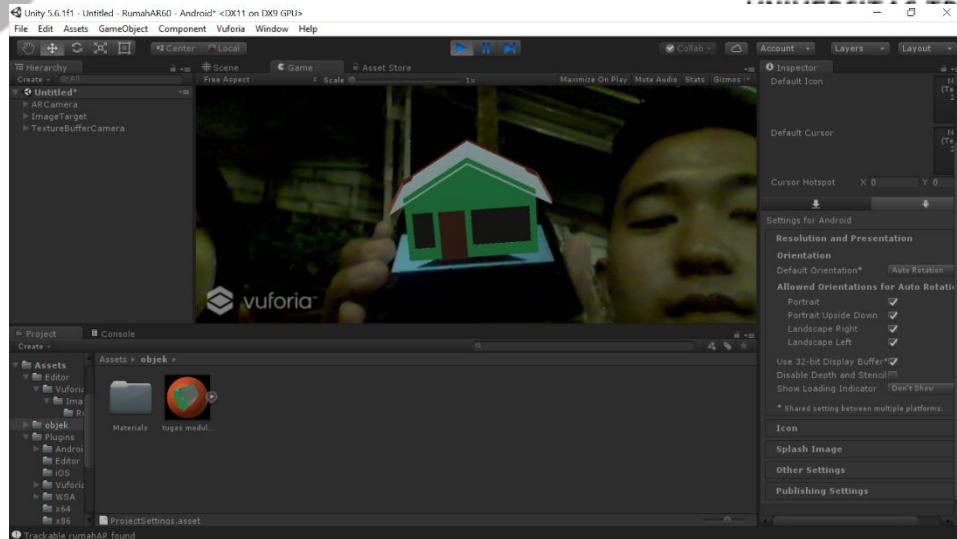 Unity 5.6.1f1 - Untitled - RumahAR60 - Android* <DX11 on DX9 GPU>
File Edit Assets GameObject Component Vuforia Window Help
Center Local Collab Account Layers Layout
Hierarchy
Create All
Untitled*
ARCamera
ImageTarget
TextureBufferCamera
Scene Game Asset Store
Free Aspect Scale 1x Maximize On Play Mute Audio Stats Gizmos
vuforia™
Inspector
Default Icon
Default Cursor
Cursor Hotspot X 0 Y 0
Settings for Android
Resolution and Presentation
Orientation
Default Orientation* Auto Rotation
Allowed Orientations for Auto Rotati
Portrait
Portrait Upside Down
Landscape Right
Landscape Left
Use 32-bit Display Buffer*
Disable Depth and Stencil
Show Loading Indicator Don't Show
* Shared setting between multiple platforms.
Icon
Splash Image
Other Settings
Publishing Settings
Project Console
Create
Assets
Editor
Vuforia
Ima
objek
Plugins
Androi
Editor
iOS
Vuforia
WSA
x64
x86
Assets objek
Materials tugas modul...
ProjectSettings.asset
Trackable rumahAR found